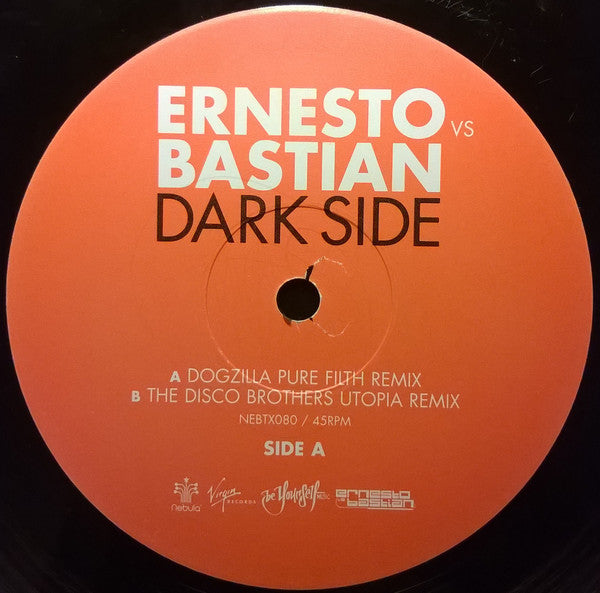 ERNESTO VS
BASTIAN
DARK SIDE
A DOGZILLA PURE FILTH REMIX
B THE DISCO BROTHERS UTOPIA REMIX
NEBTX080 / 45RPM
SIDE A
nebula
Virgin
RECORDS
Be Yourself
MUSIC
ernesto
vs
bastian